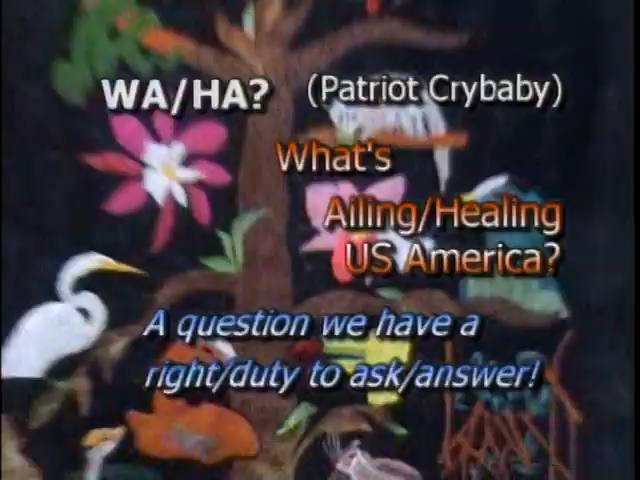 WA/HA? (Patriot Crybaby)
What's
Ailing/Healing
US America?
A question we have a
right/duty to ask/answer!